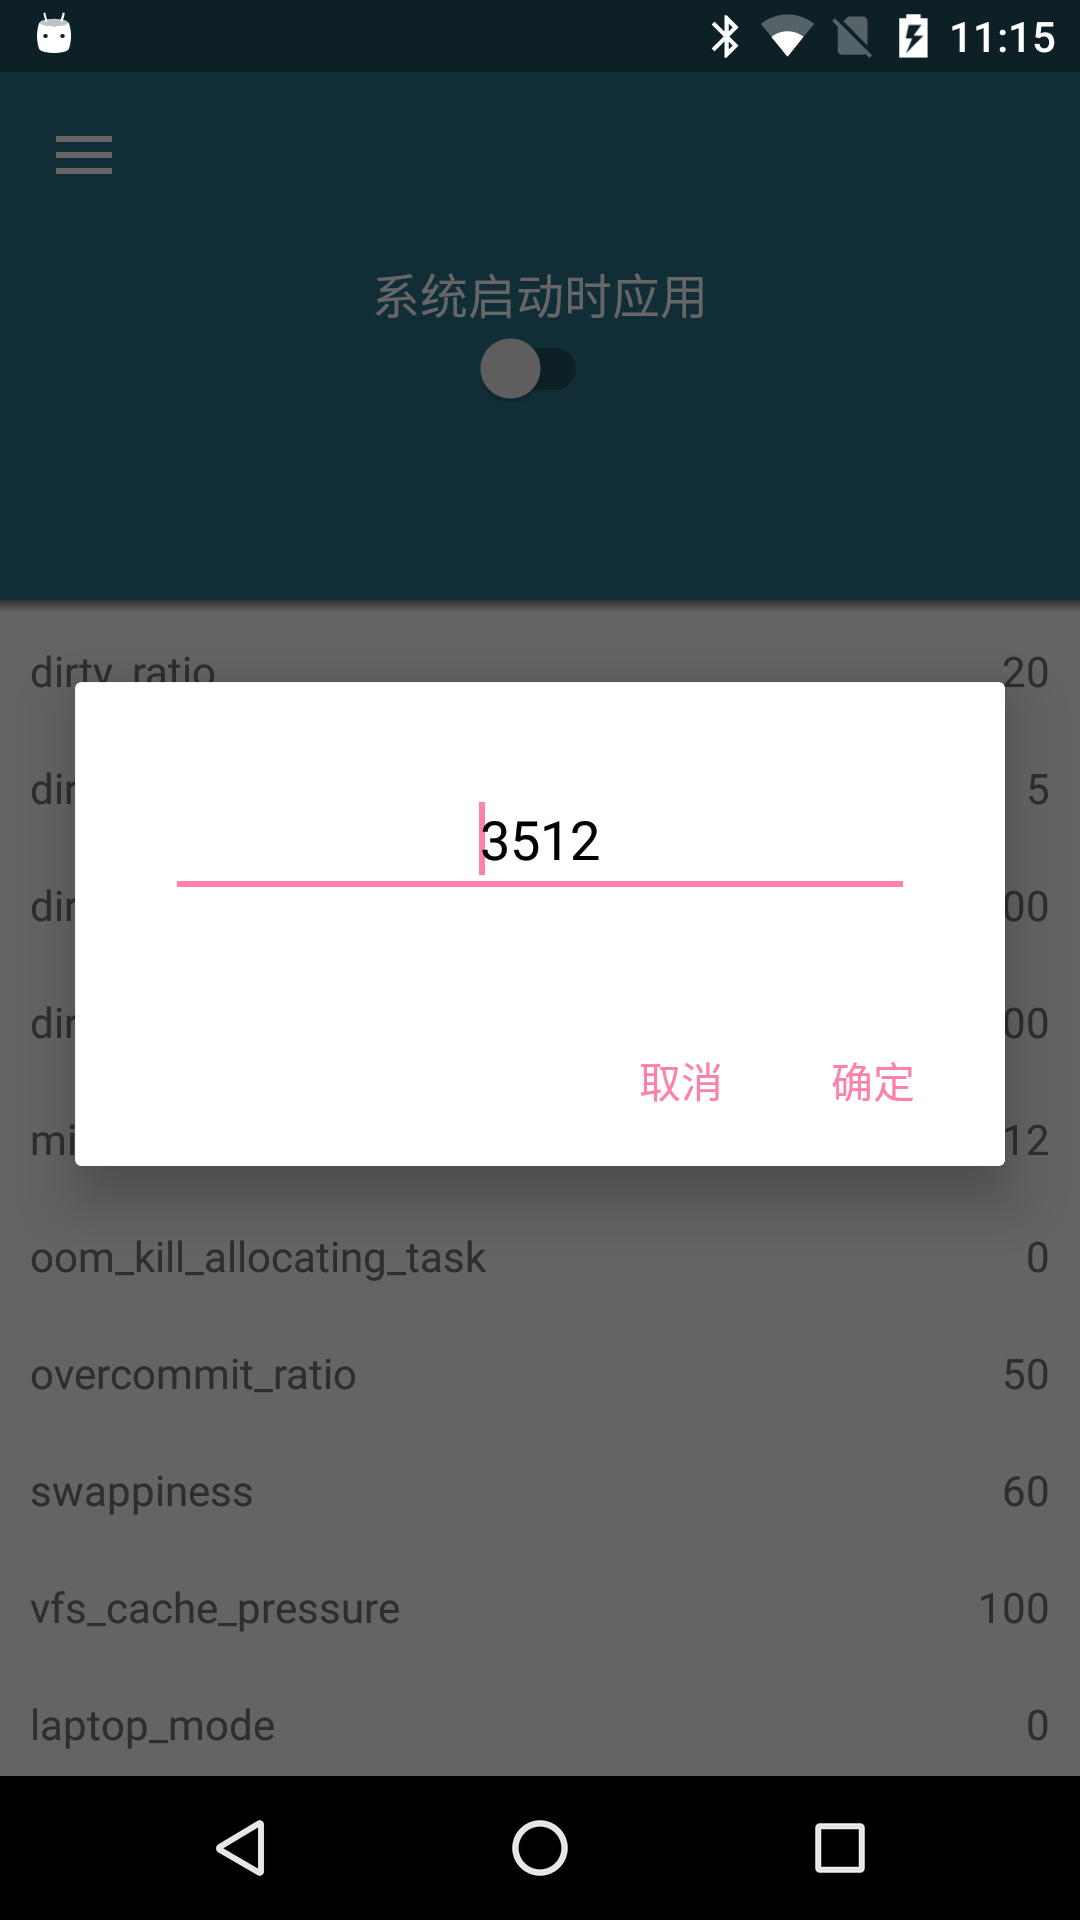 11:15
系统启动时应用
dirty_ratio 20
dir 5
3512
dir 00
dir 00
取消 确定
mi 12
oom_kill_allocating_task 0
overcommit_ratio 50
swappiness 60
vfs_cache_pressure 100
laptop_mode 0